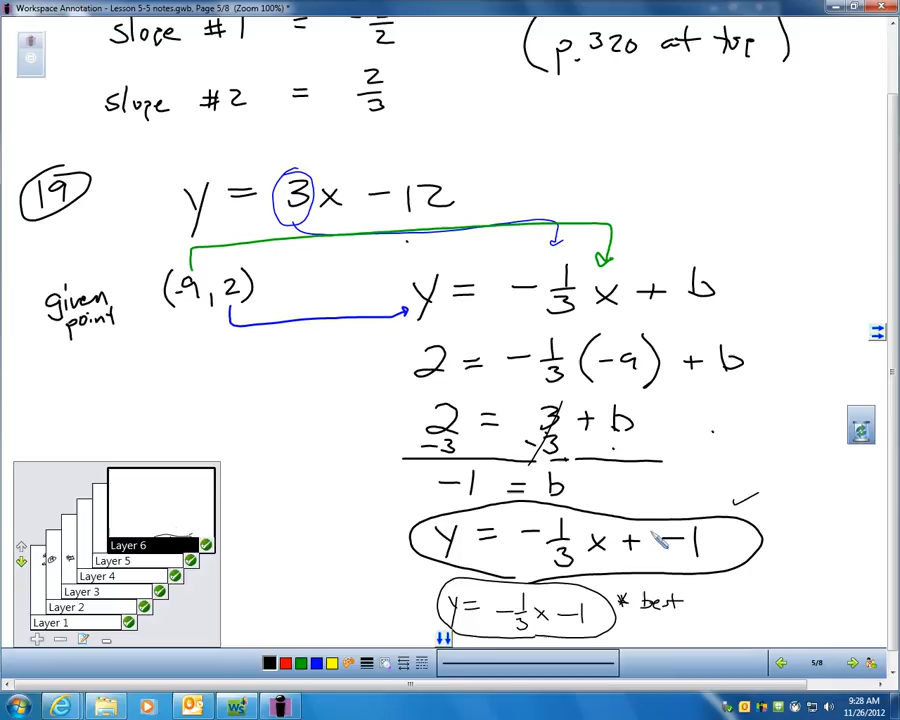 Workspace Annotation - Lesson 5-5 notes.gwb, Page 5/8 (Zoom 100%) *
slope #1 = - /2
(p.320 at top)
slope #2 = 2/3
19
y = 3x - 12
(-9, 2)
given
point
y = - 1/3 x + b
2 = - 1/3 (-9) + b
2 = 3 + b
-3 -3
-1 = b
y = - 1/3 x + -1
y = - 1/3 x - 1 * best
Layer 6
Layer 5
Layer 4
Layer 3
Layer 2
Layer 1
5/8
9:28 AM
11/26/2012